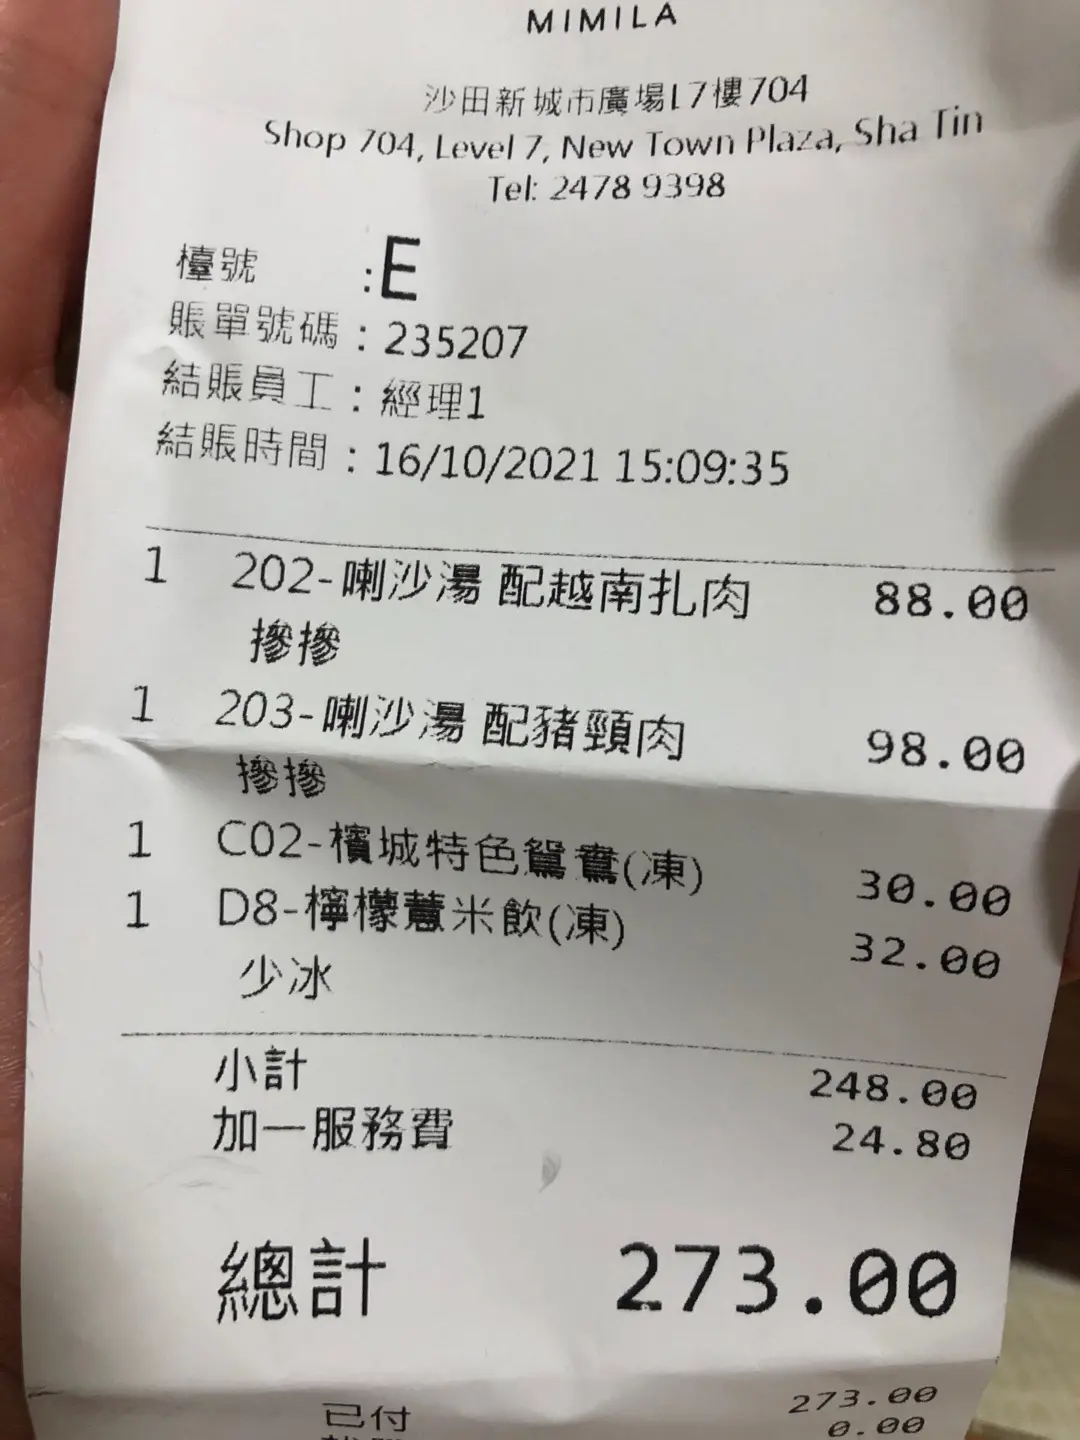 MIMILA
沙田新城市廣場L7樓704
Shop 704, Level 7, New Town Plaza, Sha Tin
Tel: 2478 9398
檯號 :E
賬單號碼 : 235207
結賬員工 : 經理1
結賬時間 : 16/10/2021 15:09:35
1 202-喇沙湯 配越南扎肉 88.00
摻摻
1 203-喇沙湯 配豬頸肉 98.00
摻摻
1 C02-檳城特色鴛鴦(凍) 30.00
1 D8-檸檬薏米飲(凍) 32.00
少冰
小計 248.00
加一服務費 24.80
總計 273.00
已付 273.00
0.00